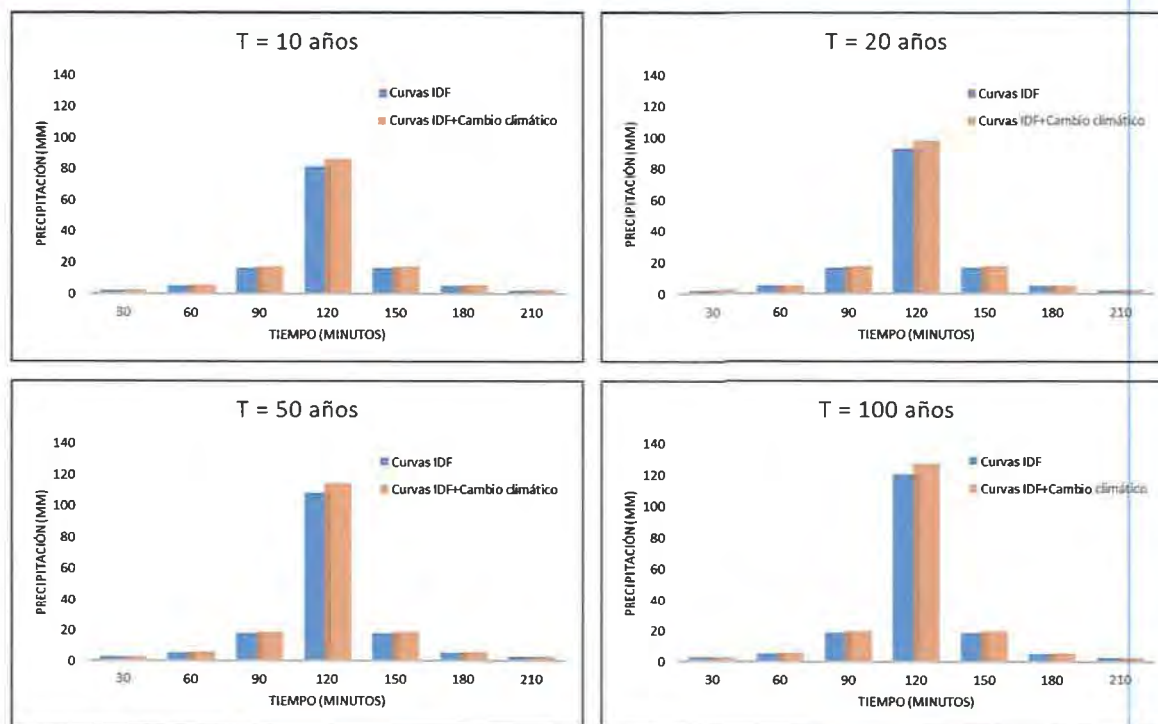 T = 10 años
140
120
100
80
60
40
20
0
PRECIPITACIÓN (MM)
Curvas IDF
Curvas IDF+Cambio climático
30 60 90 120 150 180 210
TIEMPO (MINUTOS)
T = 20 años
140
120
100
80
60
40
20
0
PRECIPITACIÓN (MM)
Curvas IDF
Curvas IDF+Cambio climático
30 60 90 120 150 180 210
TIEMPO (MINUTOS)
T = 50 años
140
120
100
80
60
40
20
0
PRECIPITACIÓN (MM)
Curvas IDF
Curvas IDF+Cambio climático
30 60 90 120 150 180 210
TIEMPO (MINUTOS)
T = 100 años
140
120
100
80
60
40
20
0
PRECIPITACIÓN (MM)
Curvas IDF
Curvas IDF+Cambio climático
30 60 90 120 150 180 210
TIEMPO (MINUTOS)